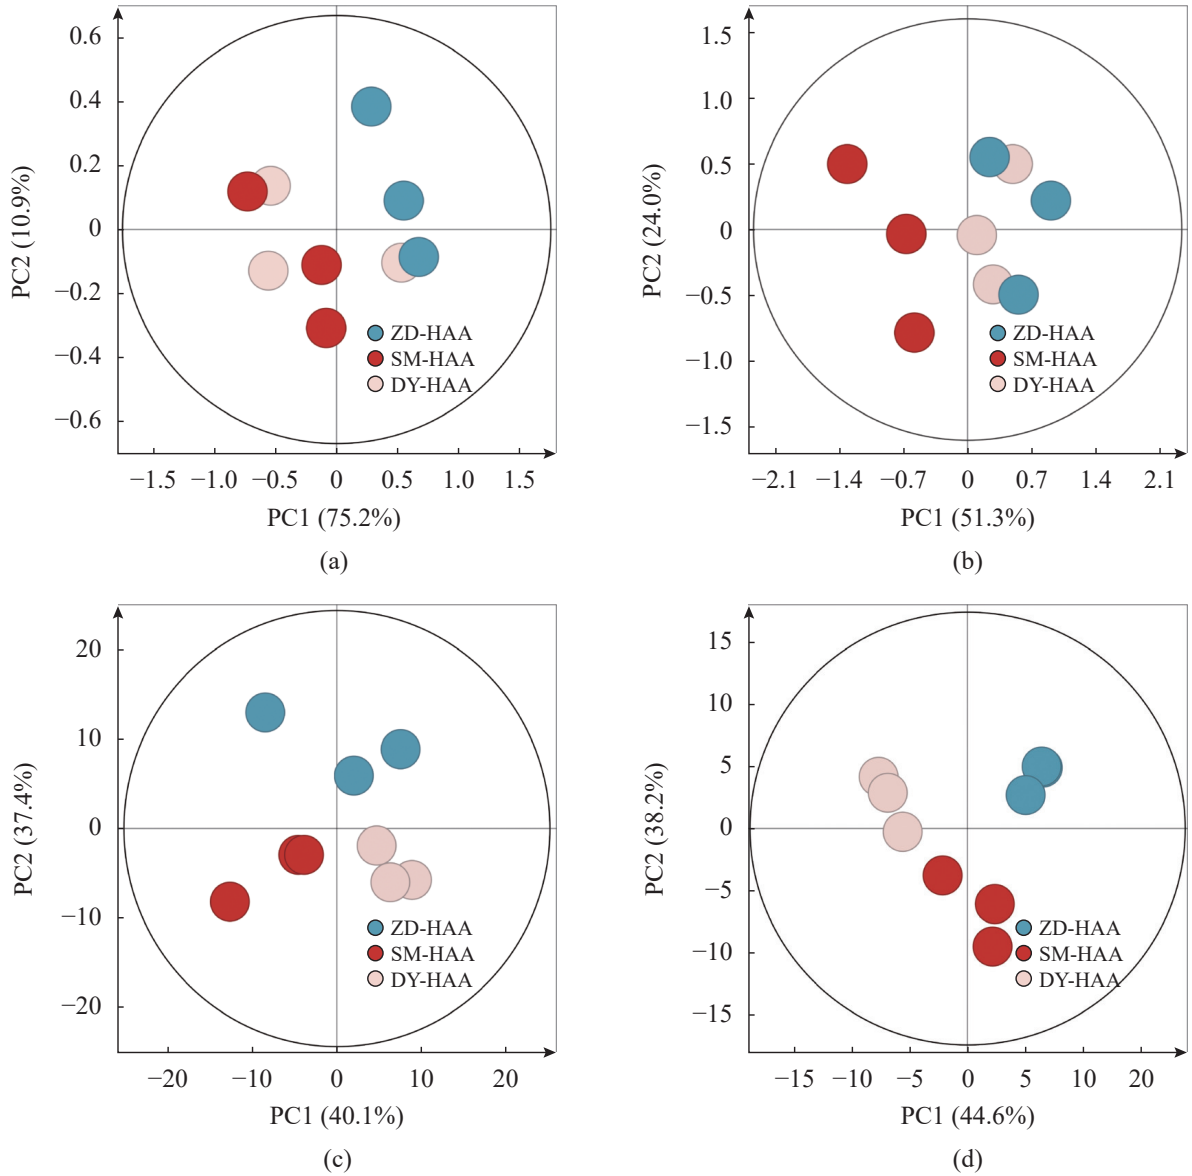 0.6
0.4
0.2
0
−0.2
−0.4
−0.6
PC2 (10.9%)
ZD-HAA
SM-HAA
DY-HAA
−1.5 −1.0 −0.5 0 0.5 1.0 1.5
PC1 (75.2%)
(a)
1.5
1.0
0.5
0
−0.5
−1.0
−1.5
PC2 (24.0%)
ZD-HAA
SM-HAA
DY-HAA
−2.1 −1.4 −0.7 0 0.7 1.4 2.1
PC1 (51.3%)
(b)
20
10
0
−10
−20
PC2 (37.4%)
ZD-HAA
SM-HAA
DY-HAA
−20 −10 0 10 20
PC1 (40.1%)
(c)
15
10
5
0
−5
−10
−15
PC2 (38.2%)
ZD-HAA
SM-HAA
DY-HAA
−15 −10 −5 0 5 10 20
PC1 (44.6%)
(d)